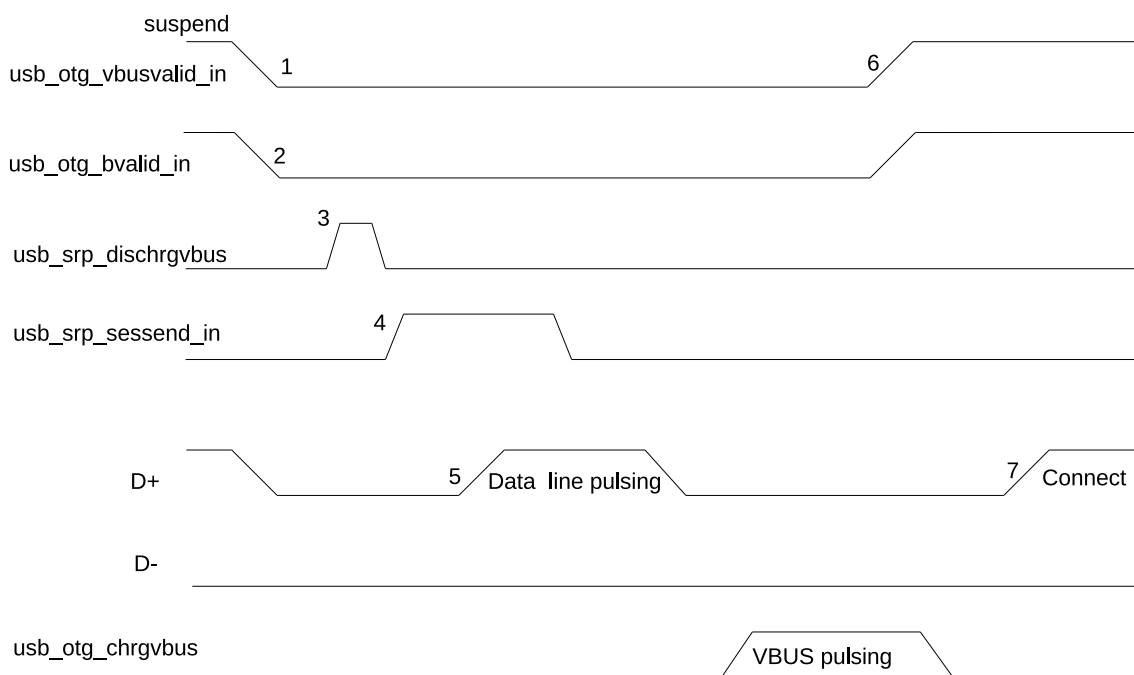 suspend
usb_otg_vbusvalid_in
1
6
usb_otg_bvalid_in
2
usb_srp_dischrgvbus
3
usb_srp_sessend_in
4
D+
5
Data line pulsing
7
Connect
D-
usb_otg_chrgvbus
VBUS pulsing